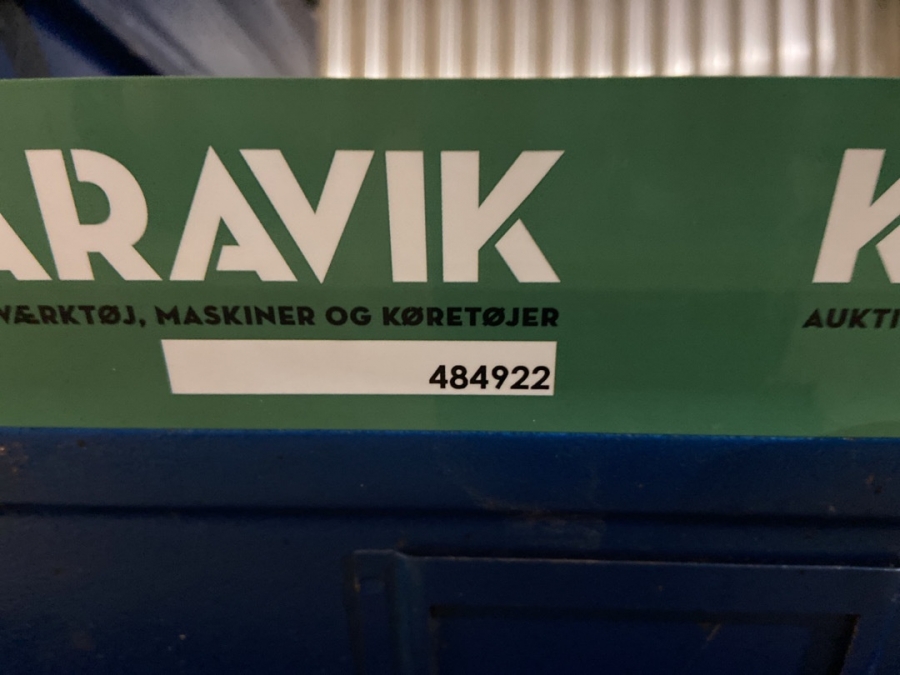 ARAVIK
VÆRKTØJ, MASKINER OG KØRETØJER
484922
K
AUKTI